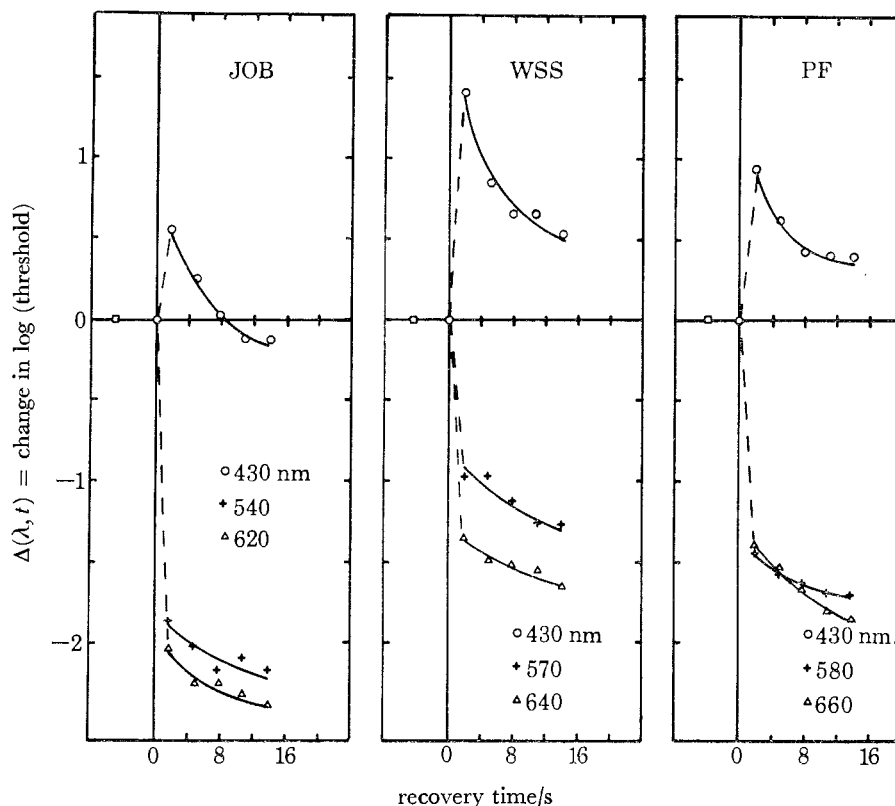 JOB
WSS
PF
Δ(λ, t) = change in log (threshold)
1
0
−1
−2
430 nm
540
620
430 nm
570
640
430 nm.
580
660
0 8 16
0 8 16
0 8 16
recovery time/s